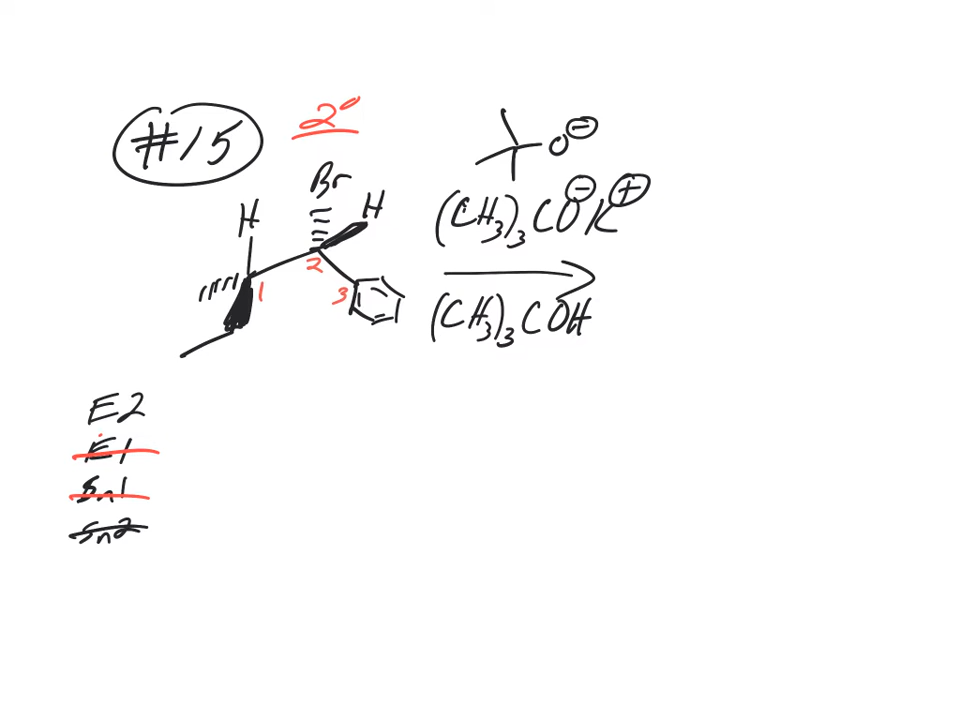 #15
2°
Br
H
H
O⊖
(CH₃)₃CO⊖K⊕
2
1
3
(CH₃)₃COH
E2
E1
Sn1
Sn2